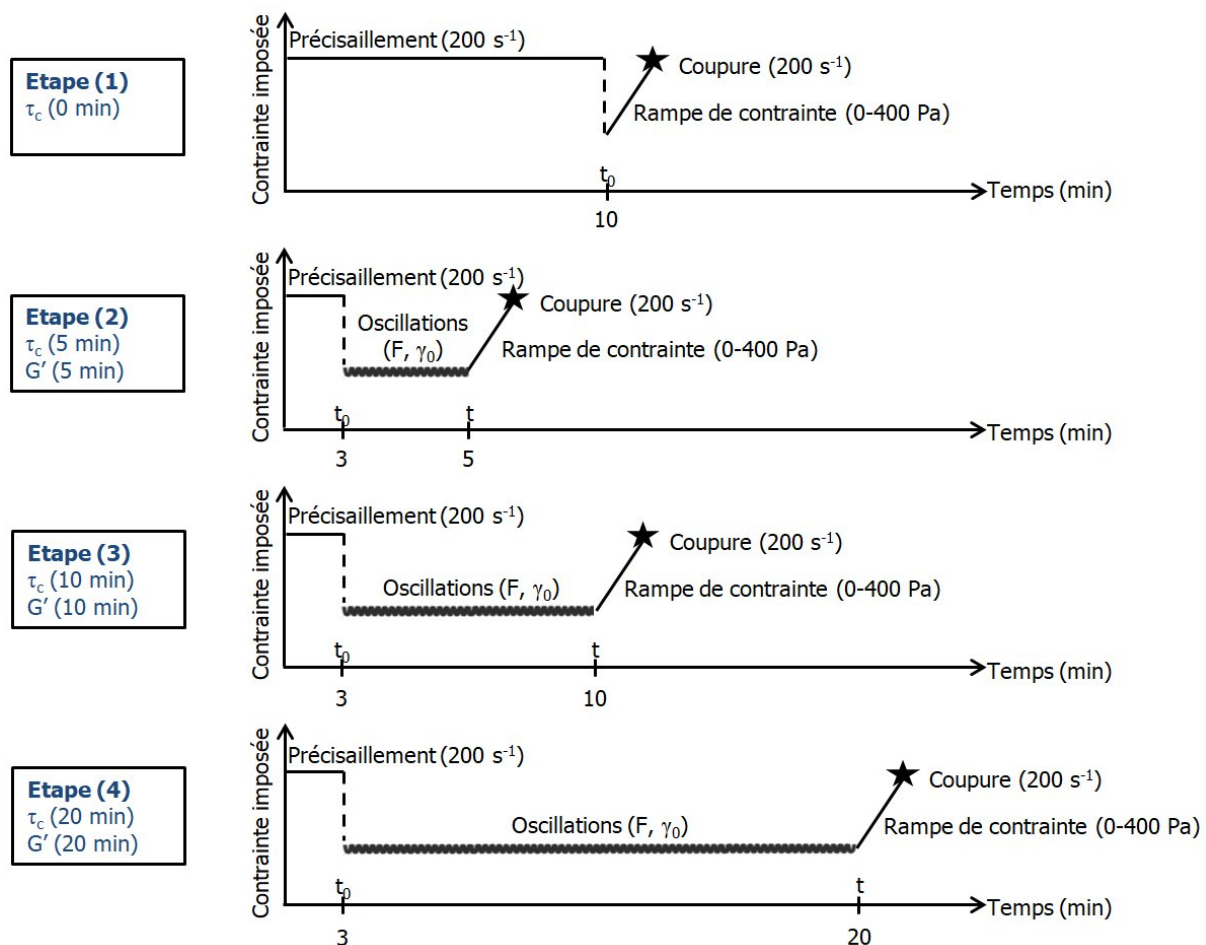 Contrainte imposée
Etape (1)
τc (0 min)
Précisaillement (200 s⁻¹)
Coupure (200 s⁻¹)
Rampe de contrainte (0-400 Pa)
t₀
10
Temps (min)
Contrainte imposée
Etape (2)
τc (5 min)
G’ (5 min)
Précisaillement (200 s⁻¹)
Oscillations
(F, γ₀)
Coupure (200 s⁻¹)
Rampe de contrainte (0-400 Pa)
t₀ t
3 5
Temps (min)
Contrainte imposée
Etape (3)
τc (10 min)
G’ (10 min)
Précisaillement (200 s⁻¹)
Oscillations (F, γ₀)
Coupure (200 s⁻¹)
Rampe de contrainte (0-400 Pa)
t₀ t
3 10
Temps (min)
Contrainte imposée
Etape (4)
τc (20 min)
G’ (20 min)
Précisaillement (200 s⁻¹)
Oscillations (F, γ₀)
Coupure (200 s⁻¹)
Rampe de contrainte (0-400 Pa)
t₀ t
3 20
Temps (min)